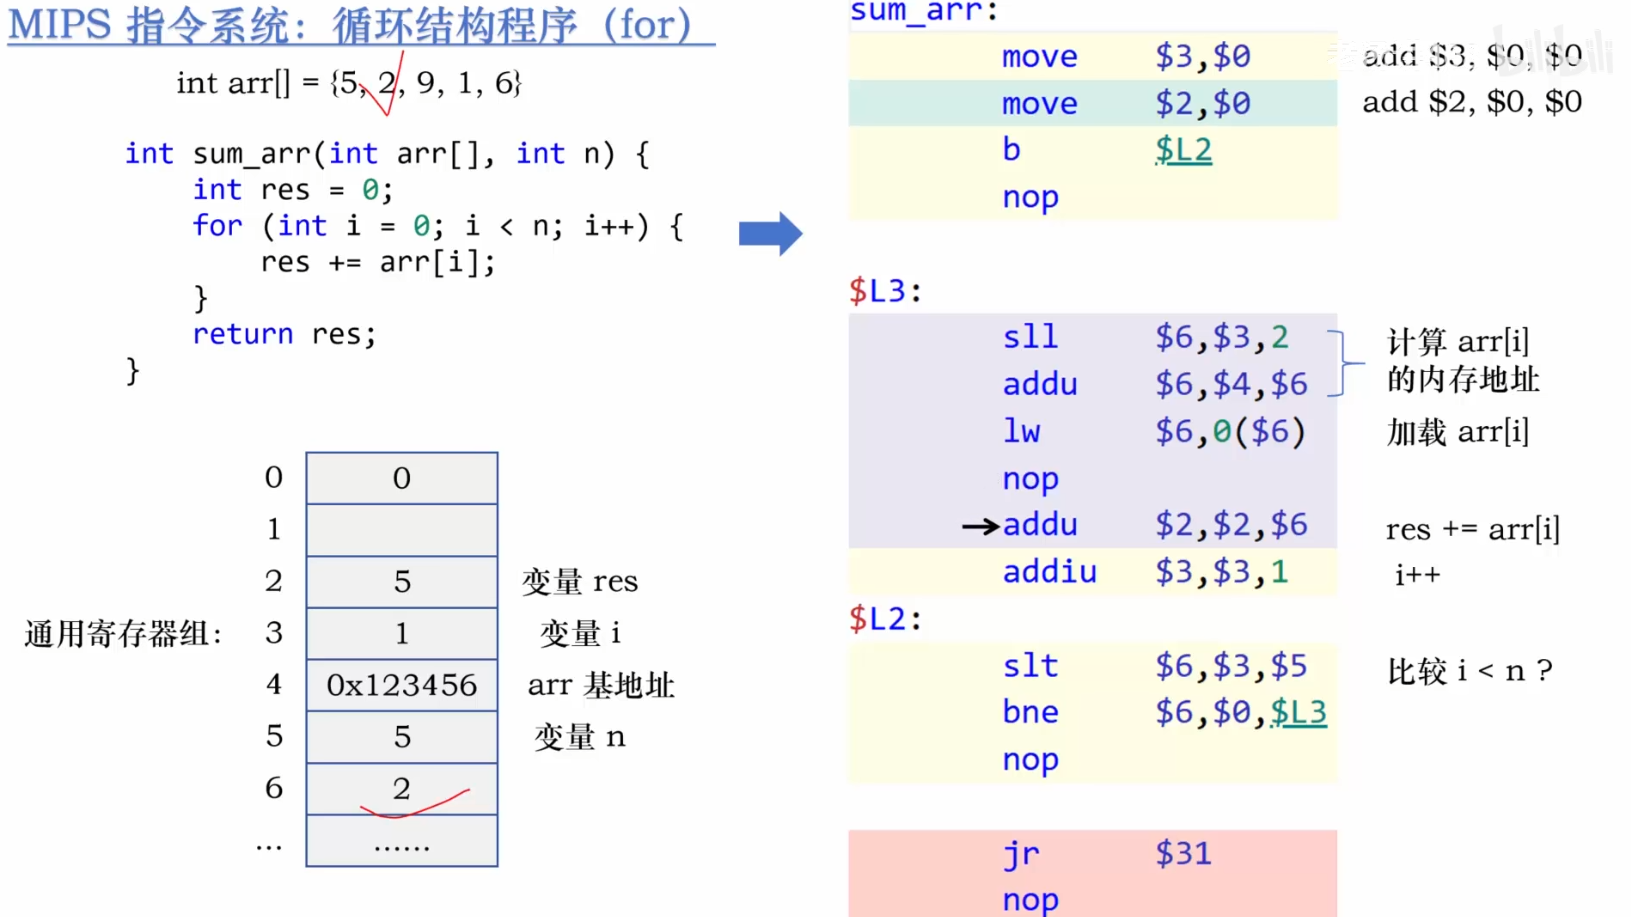 MIPS 指令系统：循环结构程序（for）
int arr[] = {5, 2, 9, 1, 6}
int sum_arr(int arr[], int n) {
int res = 0;
for (int i = 0; i < n; i++) {
res += arr[i];
}
return res;
}
通用寄存器组：
0 0
1
2 5 变量 res
3 1 变量 i
4 0x123456 arr 基地址
5 5 变量 n
6 2
... ......
sum_arr:
move $3,$0 add $3, $0, $0
move $2,$0 add $2, $0, $0
b $L2
nop
$L3:
sll $6,$3,2
addu $6,$4,$6
计算 arr[i]
的内存地址
lw $6,0($6) 加载 arr[i]
nop
→addu $2,$2,$6 res += arr[i]
addiu $3,$3,1 i++
$L2:
slt $6,$3,$5 比较 i < n ?
bne $6,$0,$L3
nop
jr $31
nop
bilibili